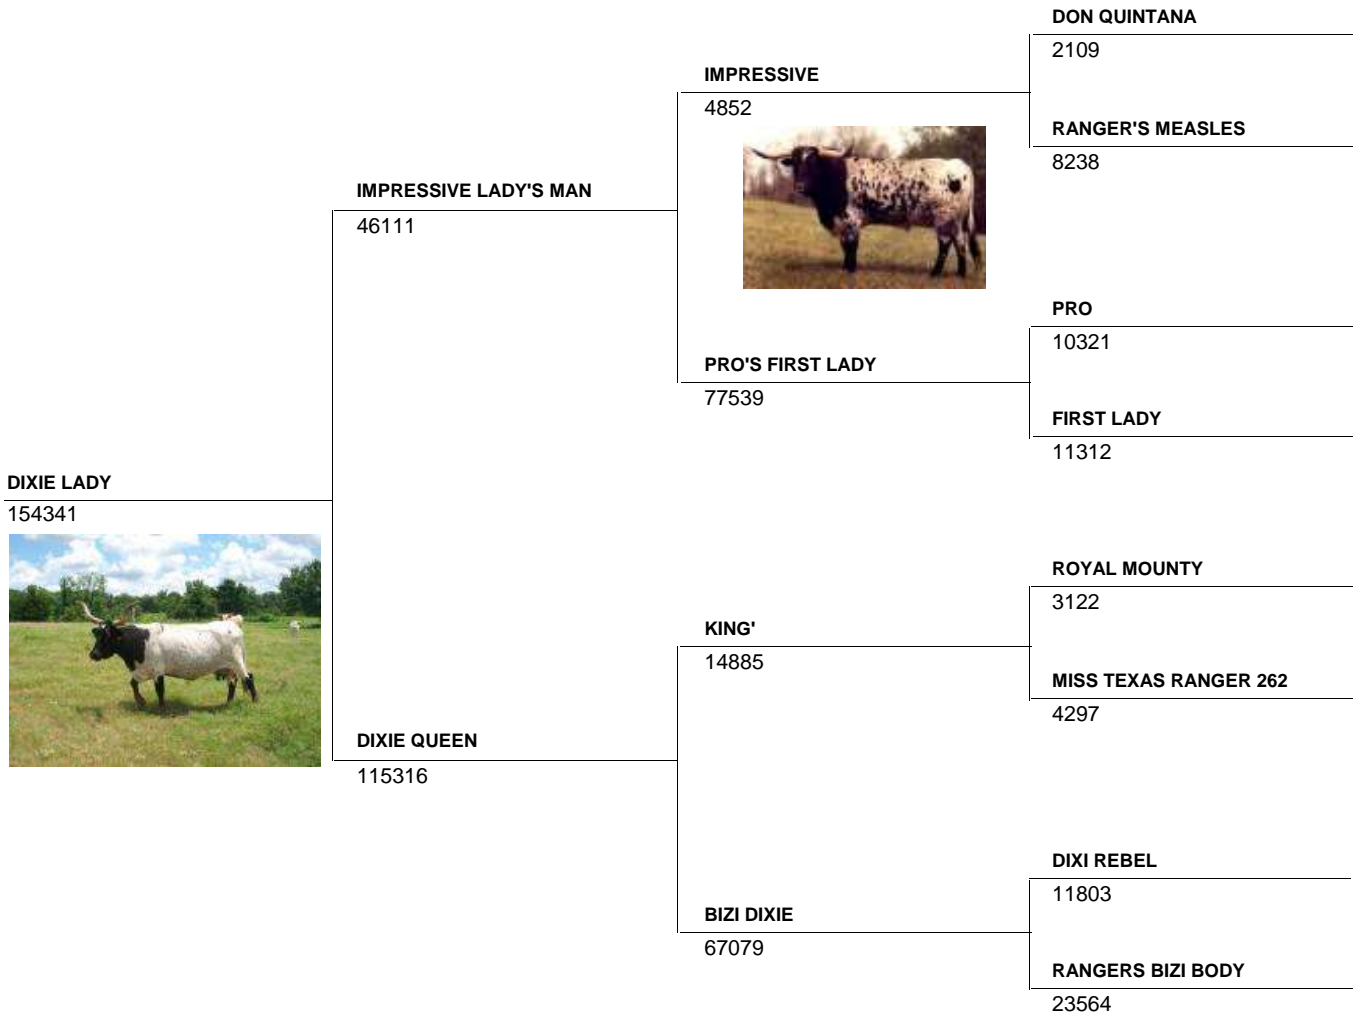 DON QUINTANA
2109
IMPRESSIVE
4852
RANGER'S MEASLES
8238
IMPRESSIVE LADY'S MAN
46111
PRO
10321
PRO'S FIRST LADY
77539
FIRST LADY
11312
DIXIE LADY
154341
ROYAL MOUNTY
3122
KING'
14885
MISS TEXAS RANGER 262
4297
DIXIE QUEEN
115316
DIXI REBEL
11803
BIZI DIXIE
67079
RANGERS BIZI BODY
23564